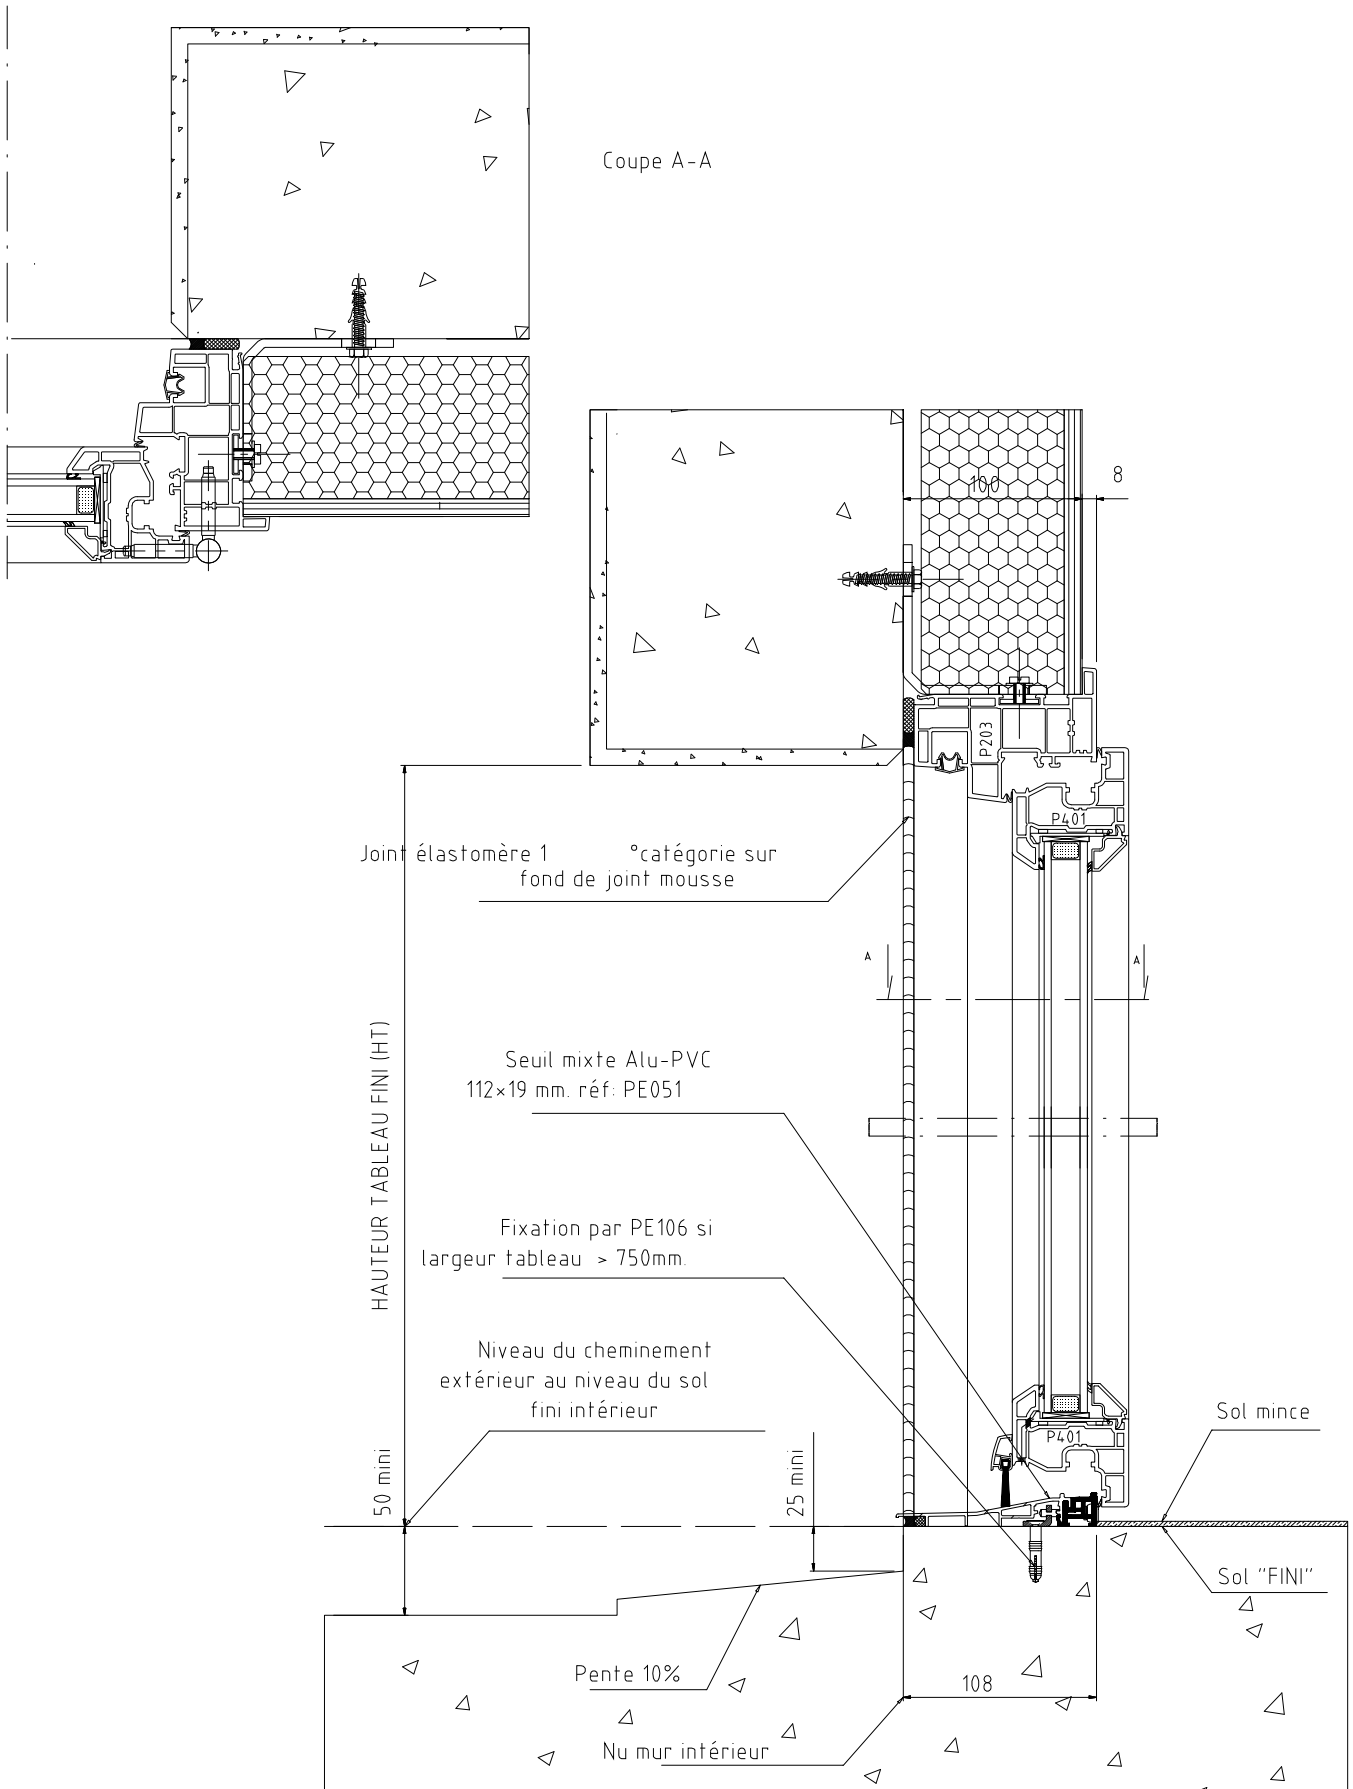 Coupe A-A
100
8
P203
P401
Joint élastomère 1 °catégorie sur
fond de joint mousse
A
A
HAUTEUR TABLEAU FINI (HT)
Seuil mixte Alu-PVC
112×19 mm. réf: PE051
Fixation par PE106 si
largeur tableau > 750mm.
Niveau du cheminement
extérieur au niveau du sol
fini intérieur
P401
Sol mince
50 mini
25 mini
Sol "FINI"
Pente 10%
108
Nu mur intérieur